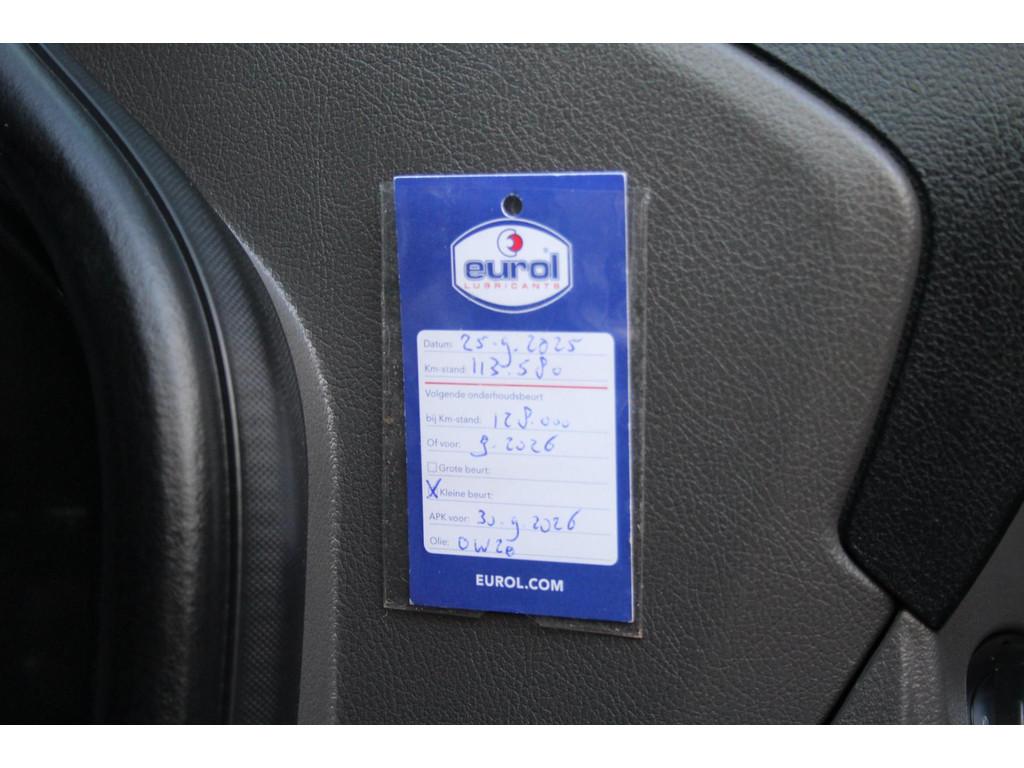 eurol
LUBRICANTS
Datum: 25-9-2025
Km-stand: 113.580
Volgende onderhoudsbeurt
bij Km-stand: 128.000
Of voor: 9-2026
Grote beurt:
X Kleine beurt:
APK voor: 30-9-2026
Olie: 0W20
EUROL.COM